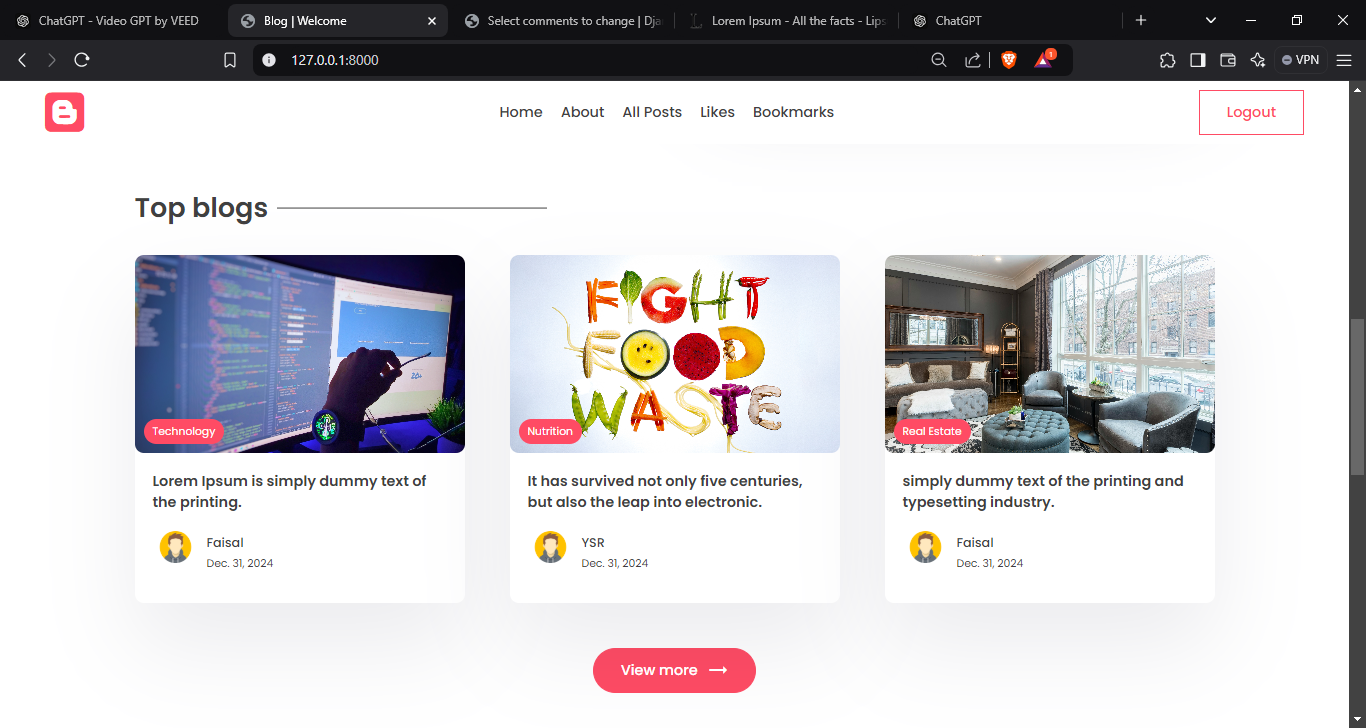 ChatGPT - Video GPT by VEED
Blog | Welcome
Select comments to change | Dja
Lorem Ipsum - All the facts - Lips
ChatGPT
127.0.0.1:8000
1
VPN
Home About All Posts Likes Bookmarks
Logout
Top blogs
Technology
FIGHT
FOOD
WASTE
Nutrition
Real Estate
Lorem Ipsum is simply dummy text of
the printing.
Faisal
Dec. 31, 2024
It has survived not only five centuries,
but also the leap into electronic.
YSR
Dec. 31, 2024
simply dummy text of the printing and
typesetting industry.
Faisal
Dec. 31, 2024
View more